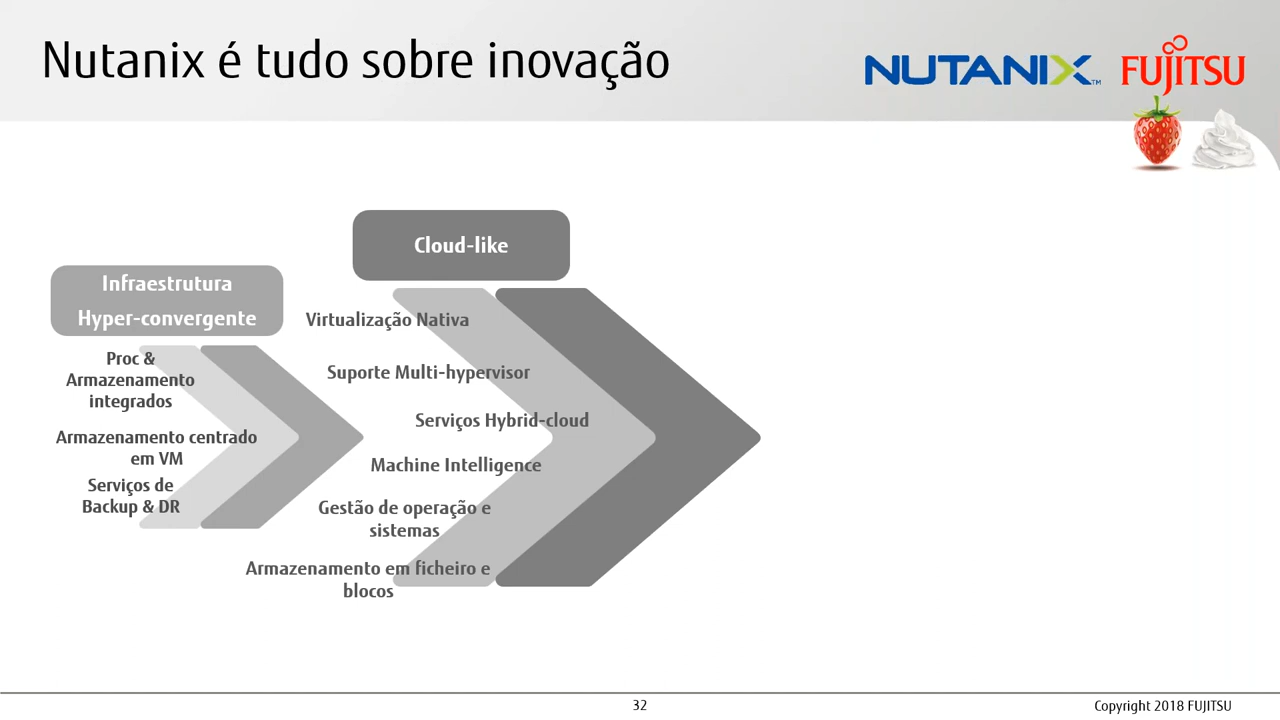 Nutanix é tudo sobre inovação
NUTANIX™
FUJITSU
Infraestrutura
Hyper-convergente
Proc &
Armazenamento
integrados
Armazenamento centrado
em VM
Serviços de
Backup & DR
Cloud-like
Virtualização Nativa
Suporte Multi-hypervisor
Serviços Hybrid-cloud
Machine Intelligence
Gestão de operação e
sistemas
Armazenamento em ficheiro e
blocos
32
Copyright 2018 FUJITSU